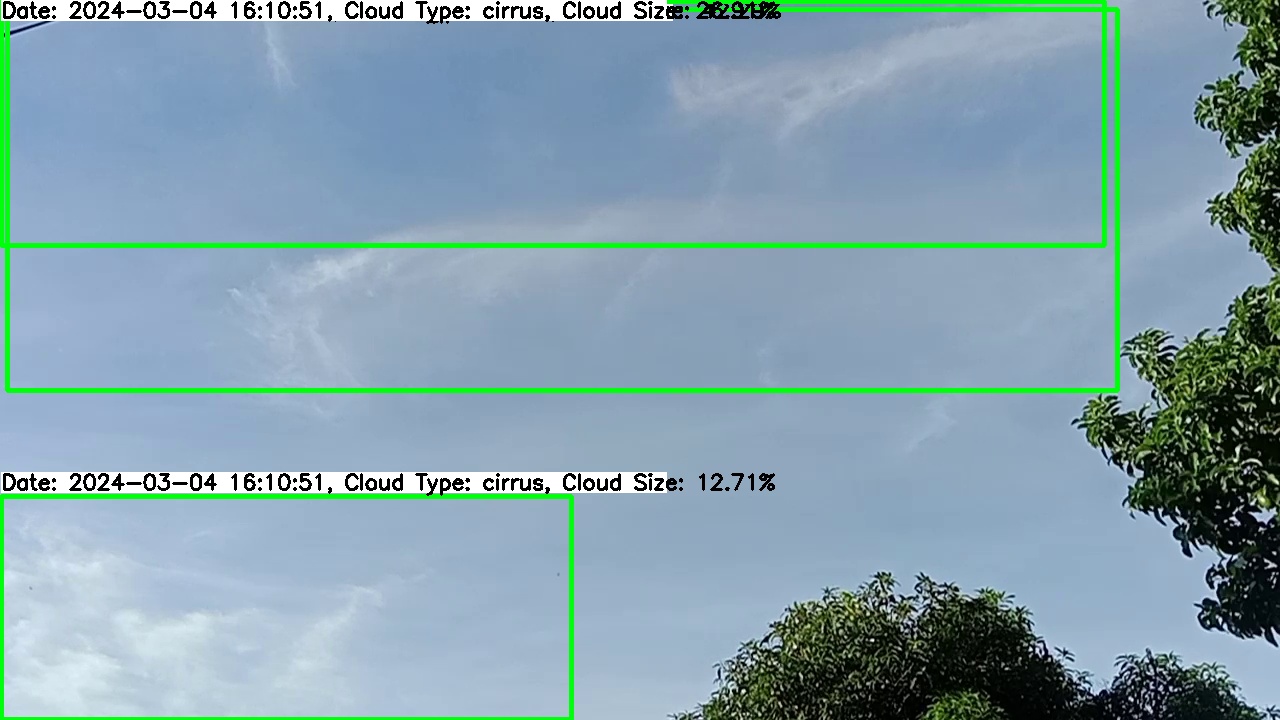 Date: 2024-03-04 16:10:51, Cloud Type: cirrus, Cloud Size:
Date: 2024-03-04 16:10:51, Cloud Type: cirrus, Cloud Size: 12.71%